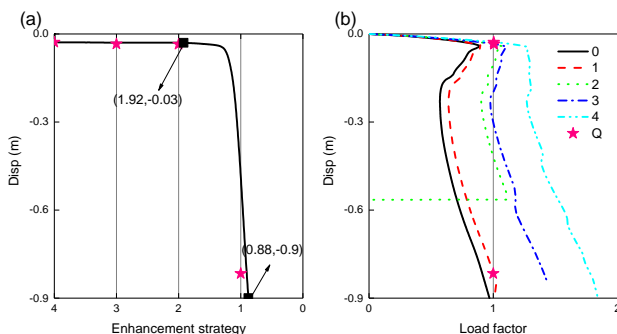 (a)
0.0
-0.3
-0.6
-0.9
Disp (m)
(1.92,-0.03)
(0.88,-0.9)
4 3 2 1 0
Enhancement strategy
(b)
0.0
-0.3
-0.6
-0.9
Disp (m)
0
1
2
3
4
Q
0 1 2
Load factor